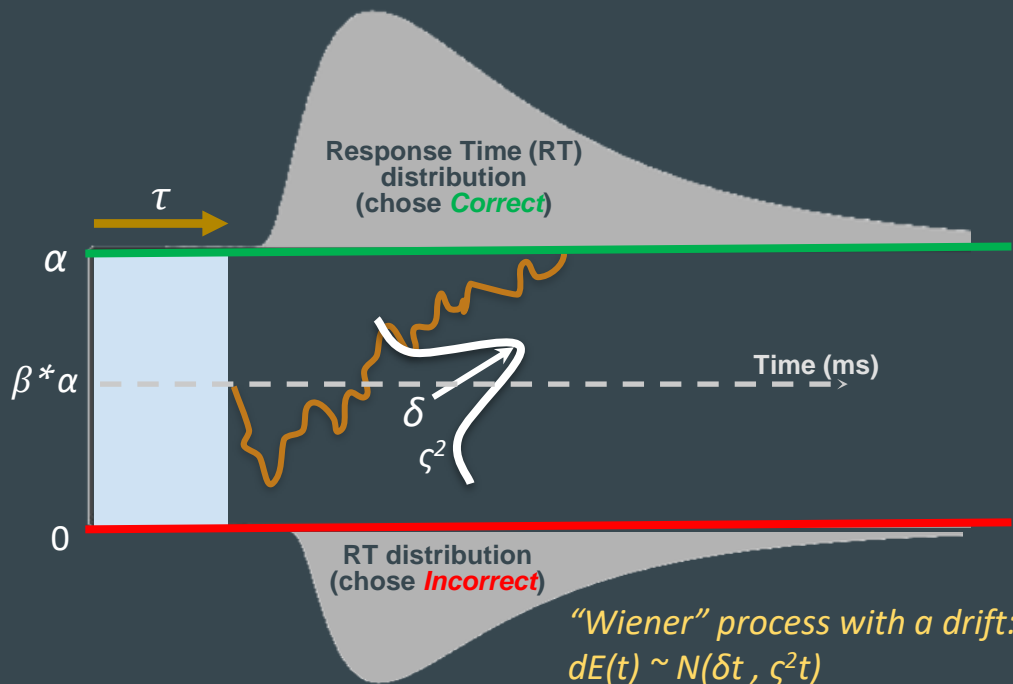 Response Time (RT)
distribution
(chose Correct)
τ
α
β*α
Time (ms)
δ
ς²
0
RT distribution
(chose Incorrect)
“Wiener” process with a drift:
dE(t) ~ N(δt , ς²t)